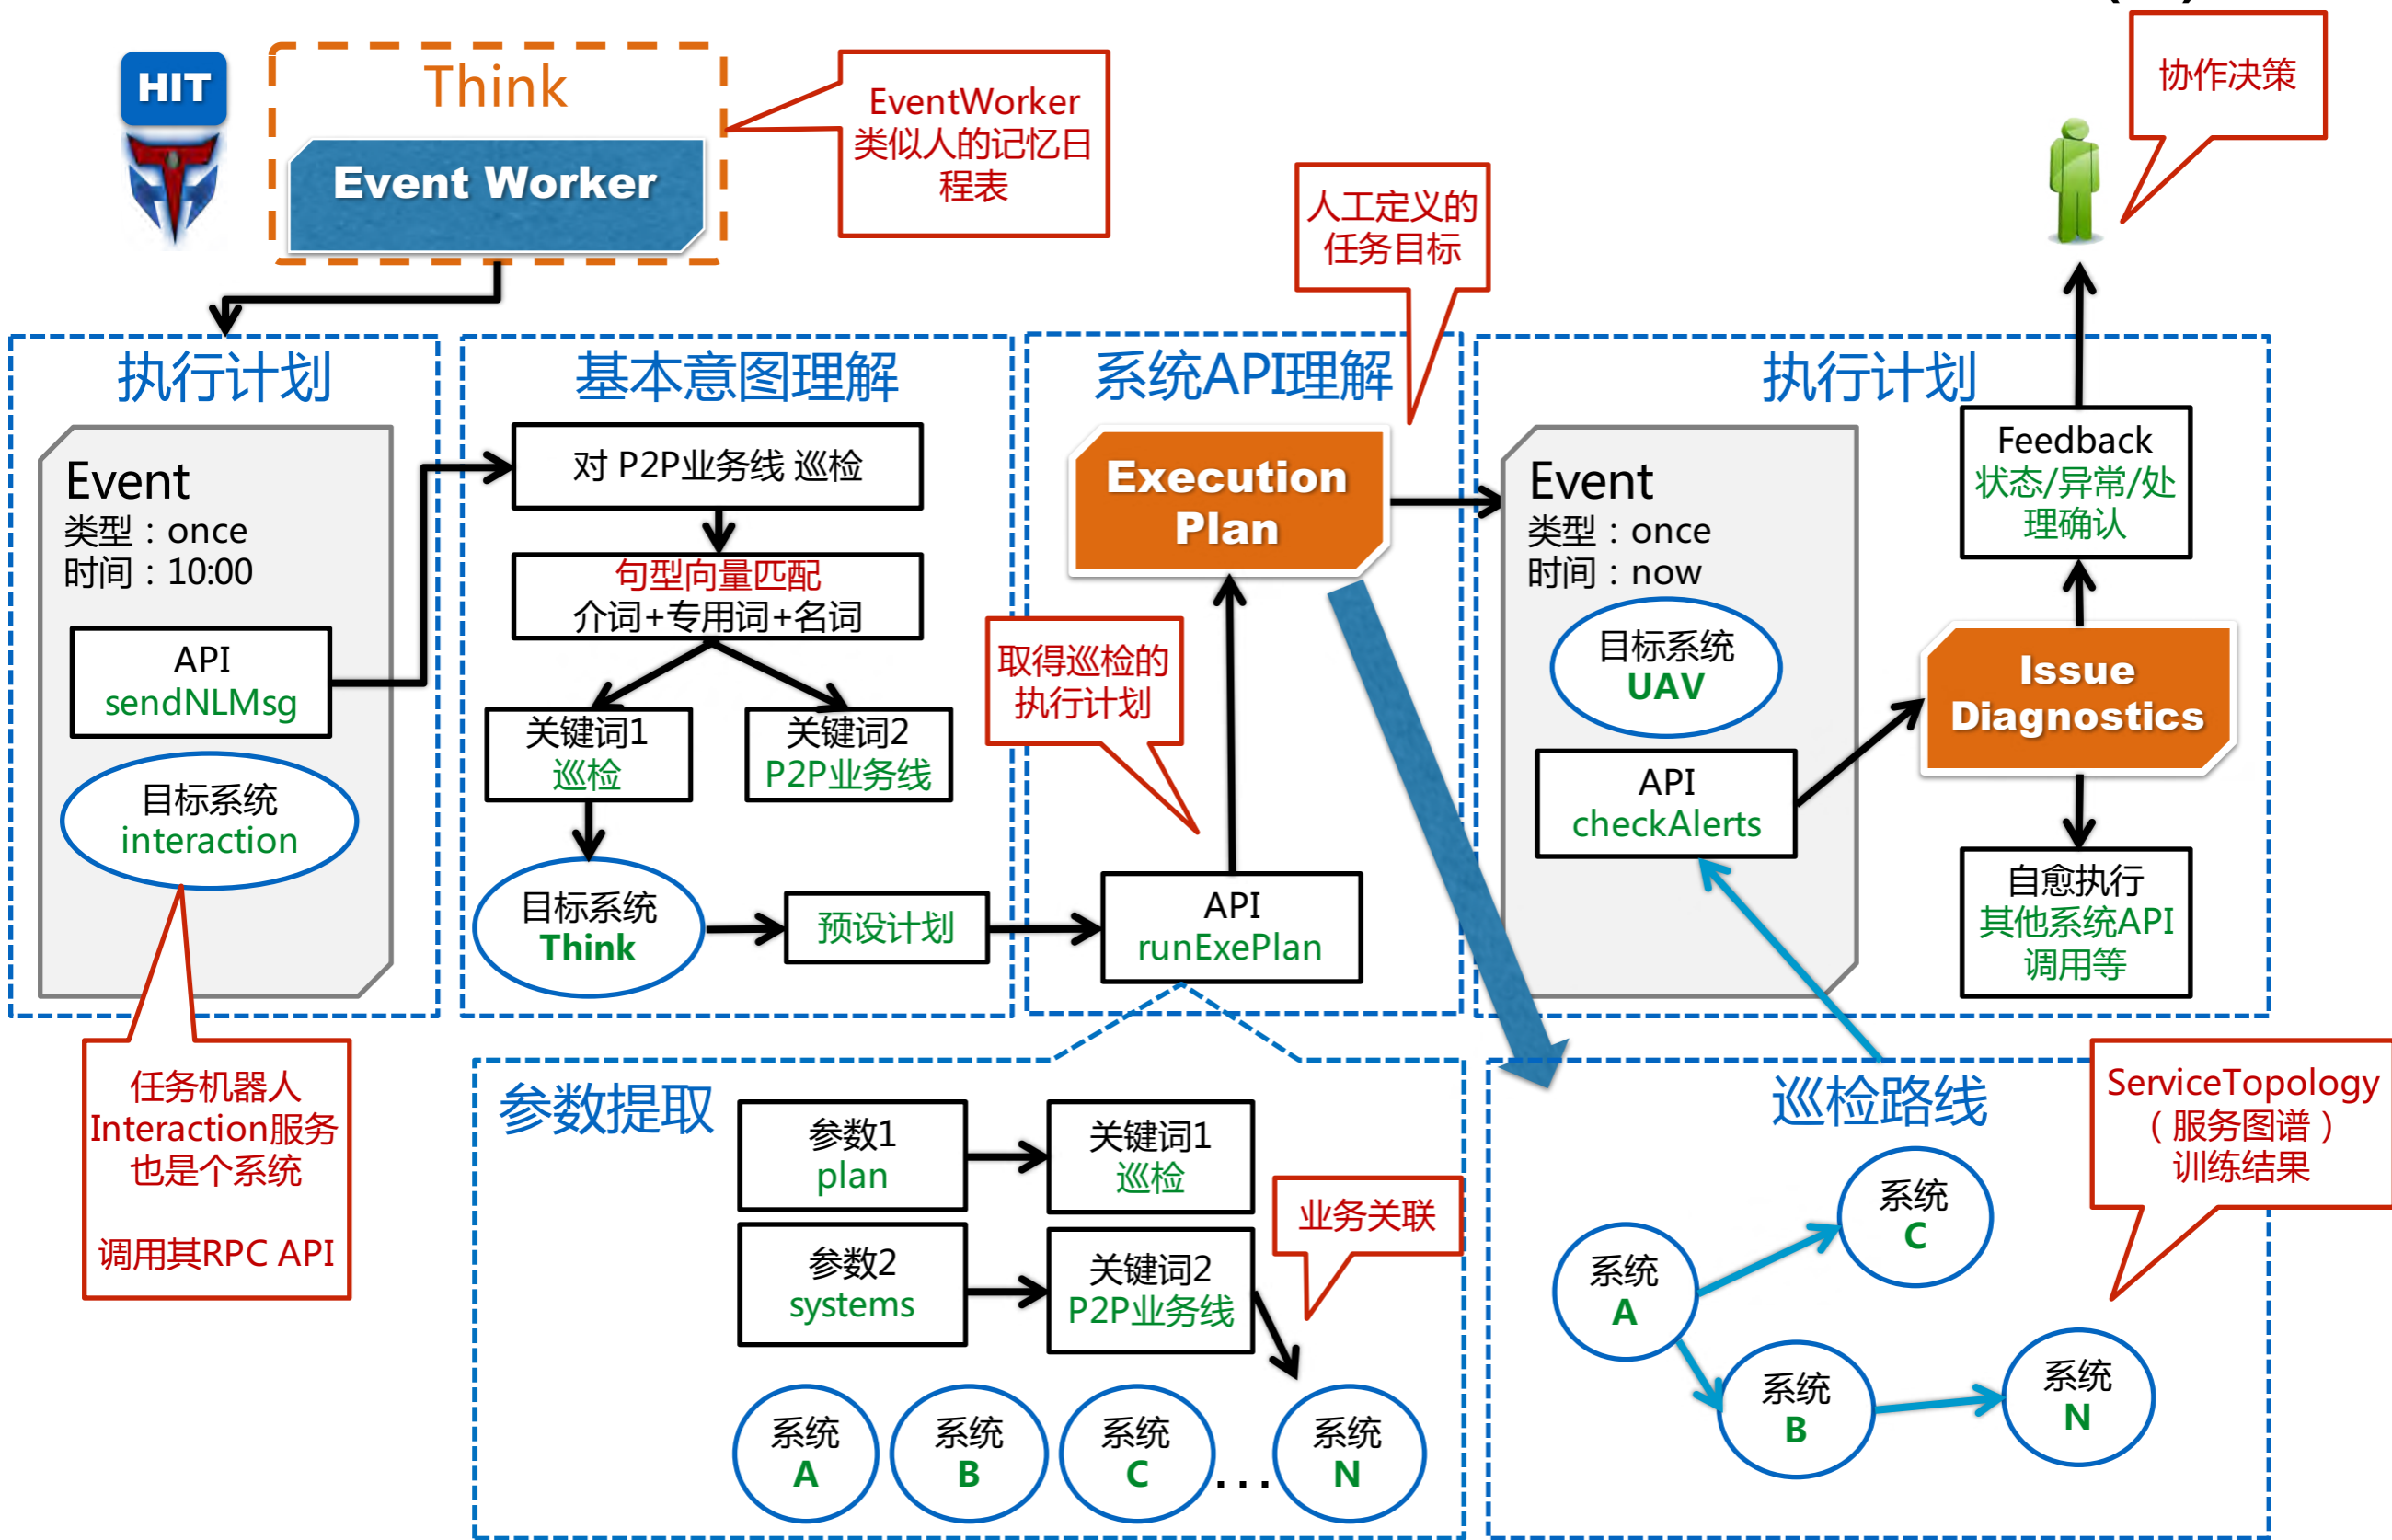 HIT
Think
Event Worker
EventWorker
类似人的记忆日
程表
协作决策
人工定义的
任务目标
执行计划
Event
类型：once
时间：10:00
API
sendNLMsg
目标系统
interaction
任务机器人
Interaction服务
也是个系统
调用其RPC API
基本意图理解
对 P2P业务线 巡检
句型向量匹配
介词+专用词+名词
关键词1
巡检
关键词2
P2P业务线
目标系统
Think
预设计划
系统API理解
Execution
Plan
取得巡检的
执行计划
API
runExePlan
执行计划
Event
类型：once
时间：now
目标系统
UAV
API
checkAlerts
Feedback
状态/异常/处
理确认
Issue
Diagnostics
自愈执行
其他系统API
调用等
参数提取
参数1
plan
关键词1
巡检
参数2
systems
关键词2
P2P业务线
业务关联
系统
A
系统
B
系统
C
...
系统
N
巡检路线
ServiceTopology
（服务图谱）
训练结果
系统
A
系统
C
系统
B
系统
N